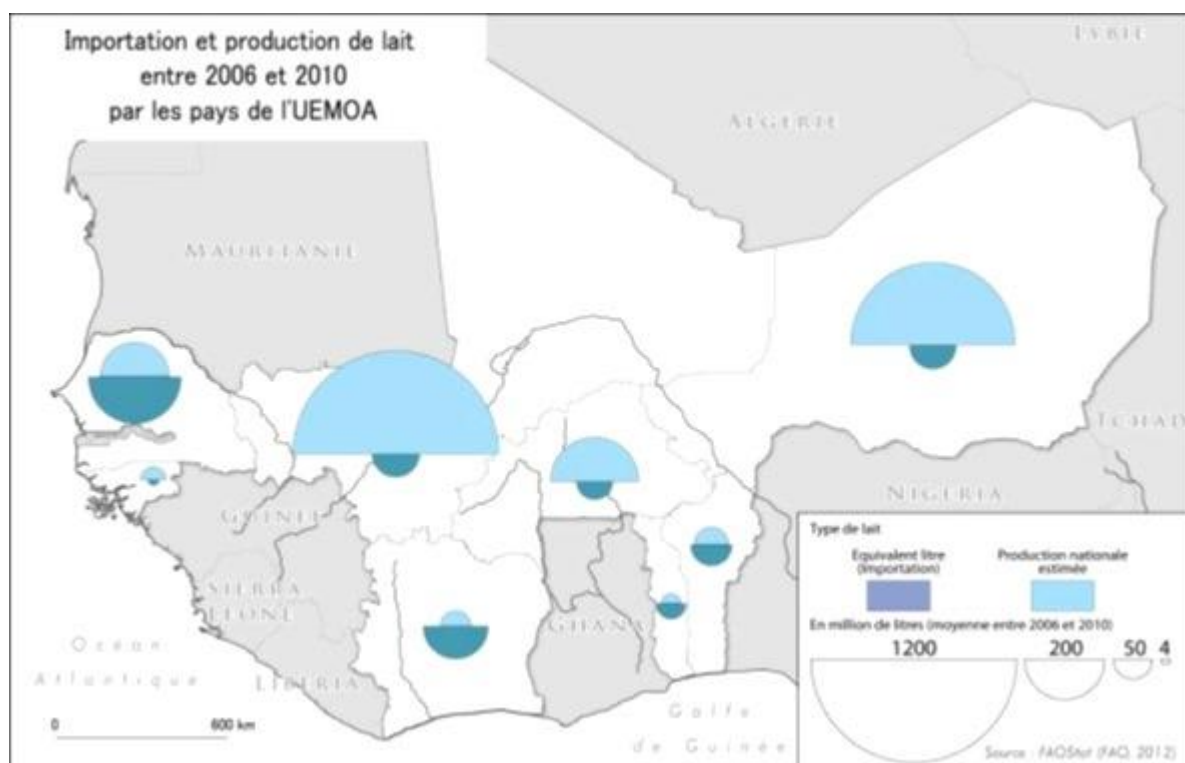 Importation et production de lait
entre 2006 et 2010
par les pays de l'UEMOA
LYBIE
ALGERIE
MAURITANIE
TCHAD
NIGERIA
GUINEE
SIERRA
LEONE
GHANA
LIBERIA
Océan
Atlantique
Golfe
de Guinée
0 600 km
Type de lait
Equivalent litre
(Importation)
Production nationale
estimée
En million de litres (moyenne entre 2006 et 2010)
1200 200 50 4
Source : FAOStat (FAO, 2012)